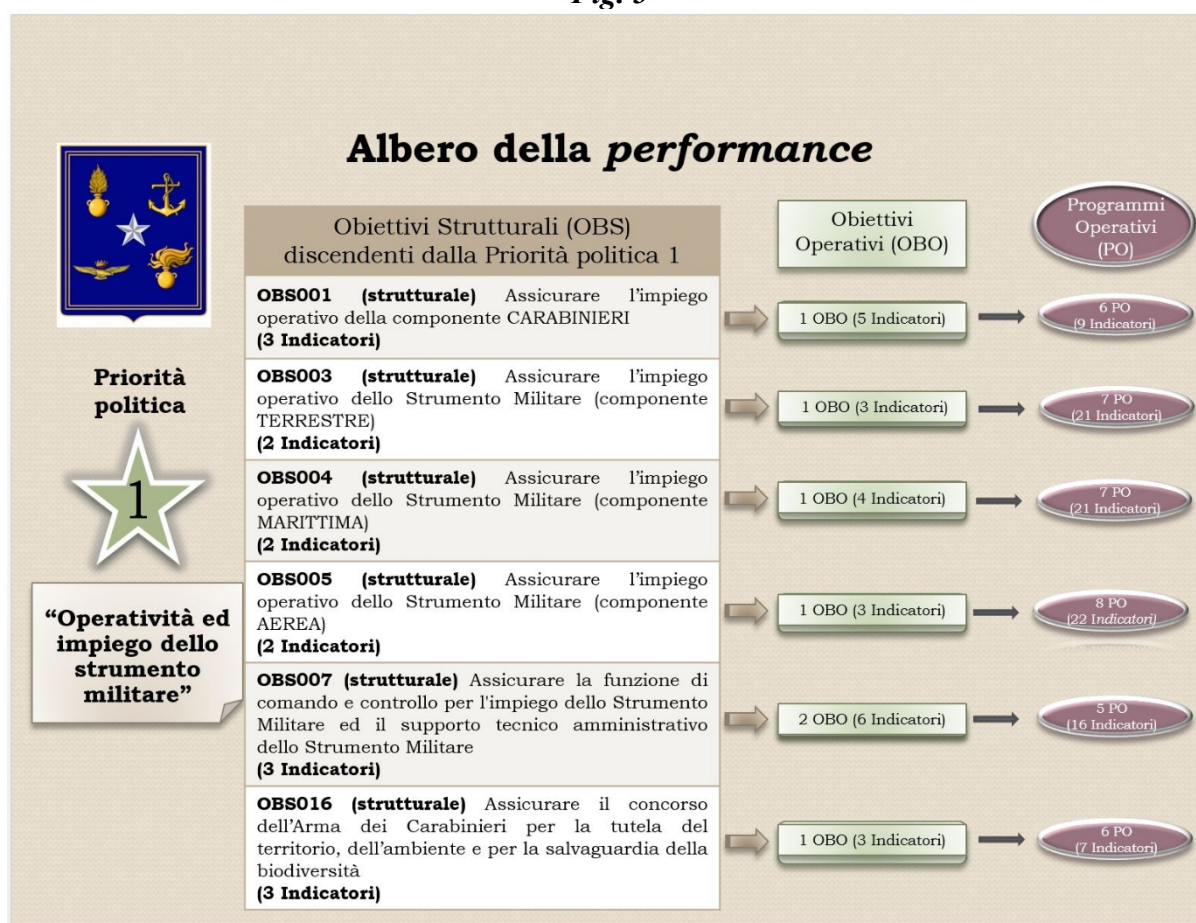 Fig. 3
Albero della performance
Priorità
politica
1
“Operatività ed
impiego dello
strumento
militare”
Obiettivi Strutturali (OBS)
discendenti dalla Priorità politica 1
Obiettivi
Operativi (OBO)
Programmi
Operativi
(PO)
OBS001 (strutturale) Assicurare l’impiego
operativo della componente CARABINIERI
(3 Indicatori)
1 OBO (5 Indicatori)
6 PO
(9 Indicatori)
OBS003 (strutturale) Assicurare l’impiego
operativo dello Strumento Militare (componente
TERRESTRE)
(2 Indicatori)
1 OBO (3 Indicatori)
7 PO
(21 Indicatori)
OBS004 (strutturale) Assicurare l’impiego
operativo dello Strumento Militare (componente
MARITTIMA)
(2 Indicatori)
1 OBO (4 Indicatori)
7 PO
(21 Indicatori)
OBS005 (strutturale) Assicurare l’impiego
operativo dello Strumento Militare (componente
AEREA)
(2 Indicatori)
1 OBO (3 Indicatori)
8 PO
(22 Indicatori)
OBS007 (strutturale) Assicurare la funzione di
comando e controllo per l'impiego dello Strumento
Militare ed il supporto tecnico amministrativo
dello Strumento Militare
(3 Indicatori)
2 OBO (6 Indicatori)
5 PO
(16 Indicatori)
OBS016 (strutturale) Assicurare il concorso
dell’Arma dei Carabinieri per la tutela del
territorio, dell’ambiente e per la salvaguardia della
biodiversità
(3 Indicatori)
1 OBO (3 Indicatori)
6 PO
(7 Indicatori)